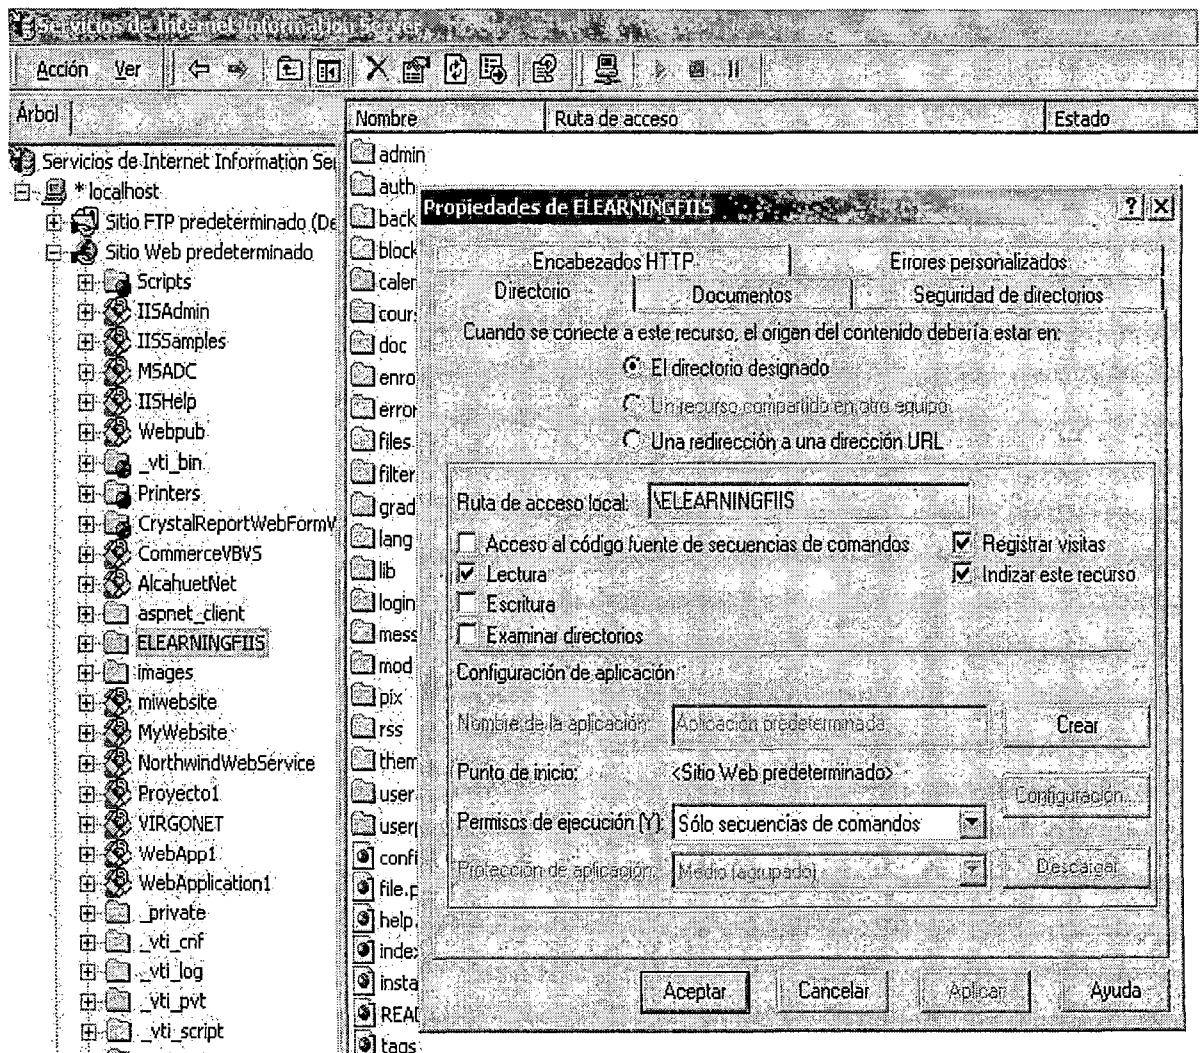 Servicios de Internet Information Server
Acción Ver
Árbol
Nombre Ruta de acceso Estado
Servicios de Internet Information Ser
* localhost
Sitio FTP predeterminado (De
Sitio Web predeterminado
Scripts
IISAdmin
IISSamples
MSADC
IISHelp
Webpub
_vti_bin
Printers
CrystalReportWebFormV
CommerceVBVS
AlcahuetNet
aspnet_client
ELEARNINGFIIS
images
miwebsite
MyWebsite
NorthwindWebService
Proyecto1
VIRGONET
WebApp1
WebApplication1
_private
_vti_cnf
_vti_log
_vti_pvt
_vti_script
admin
auth
back
block
caler
cour
doc
enro
error
files
filter
grad
lang
lib
login
mess
mod
pix
rss
them
user
user
confi
file.p
help.
index
insta
REAI
tags
Propiedades de ELEARNINGFIIS
Encabezados HTTP Errores personalizados
Directorio Documentos Seguridad de directorios
Cuando se conecte a este recurso, el origen del contenido debería estar en:
El directorio designado
Un recurso compartido en otro equipo
Una redirección a una dirección URL
Ruta de acceso local: \ELEARNINGFIIS
Acceso al código fuente de secuencias de comandos Registrar visitas
Lectura Indizar este recurso
Escritura
Examinar directorios
Configuración de aplicación
Nombre de la aplicación: Aplicación predeterminada Crear
Punto de inicio: <Sitio Web predeterminado>
Configuración...
Permisos de ejecución (Y): Sólo secuencias de comandos
Protección de aplicación: Medio (agrupado) Descargar
Aceptar Cancelar Aplicar Ayuda